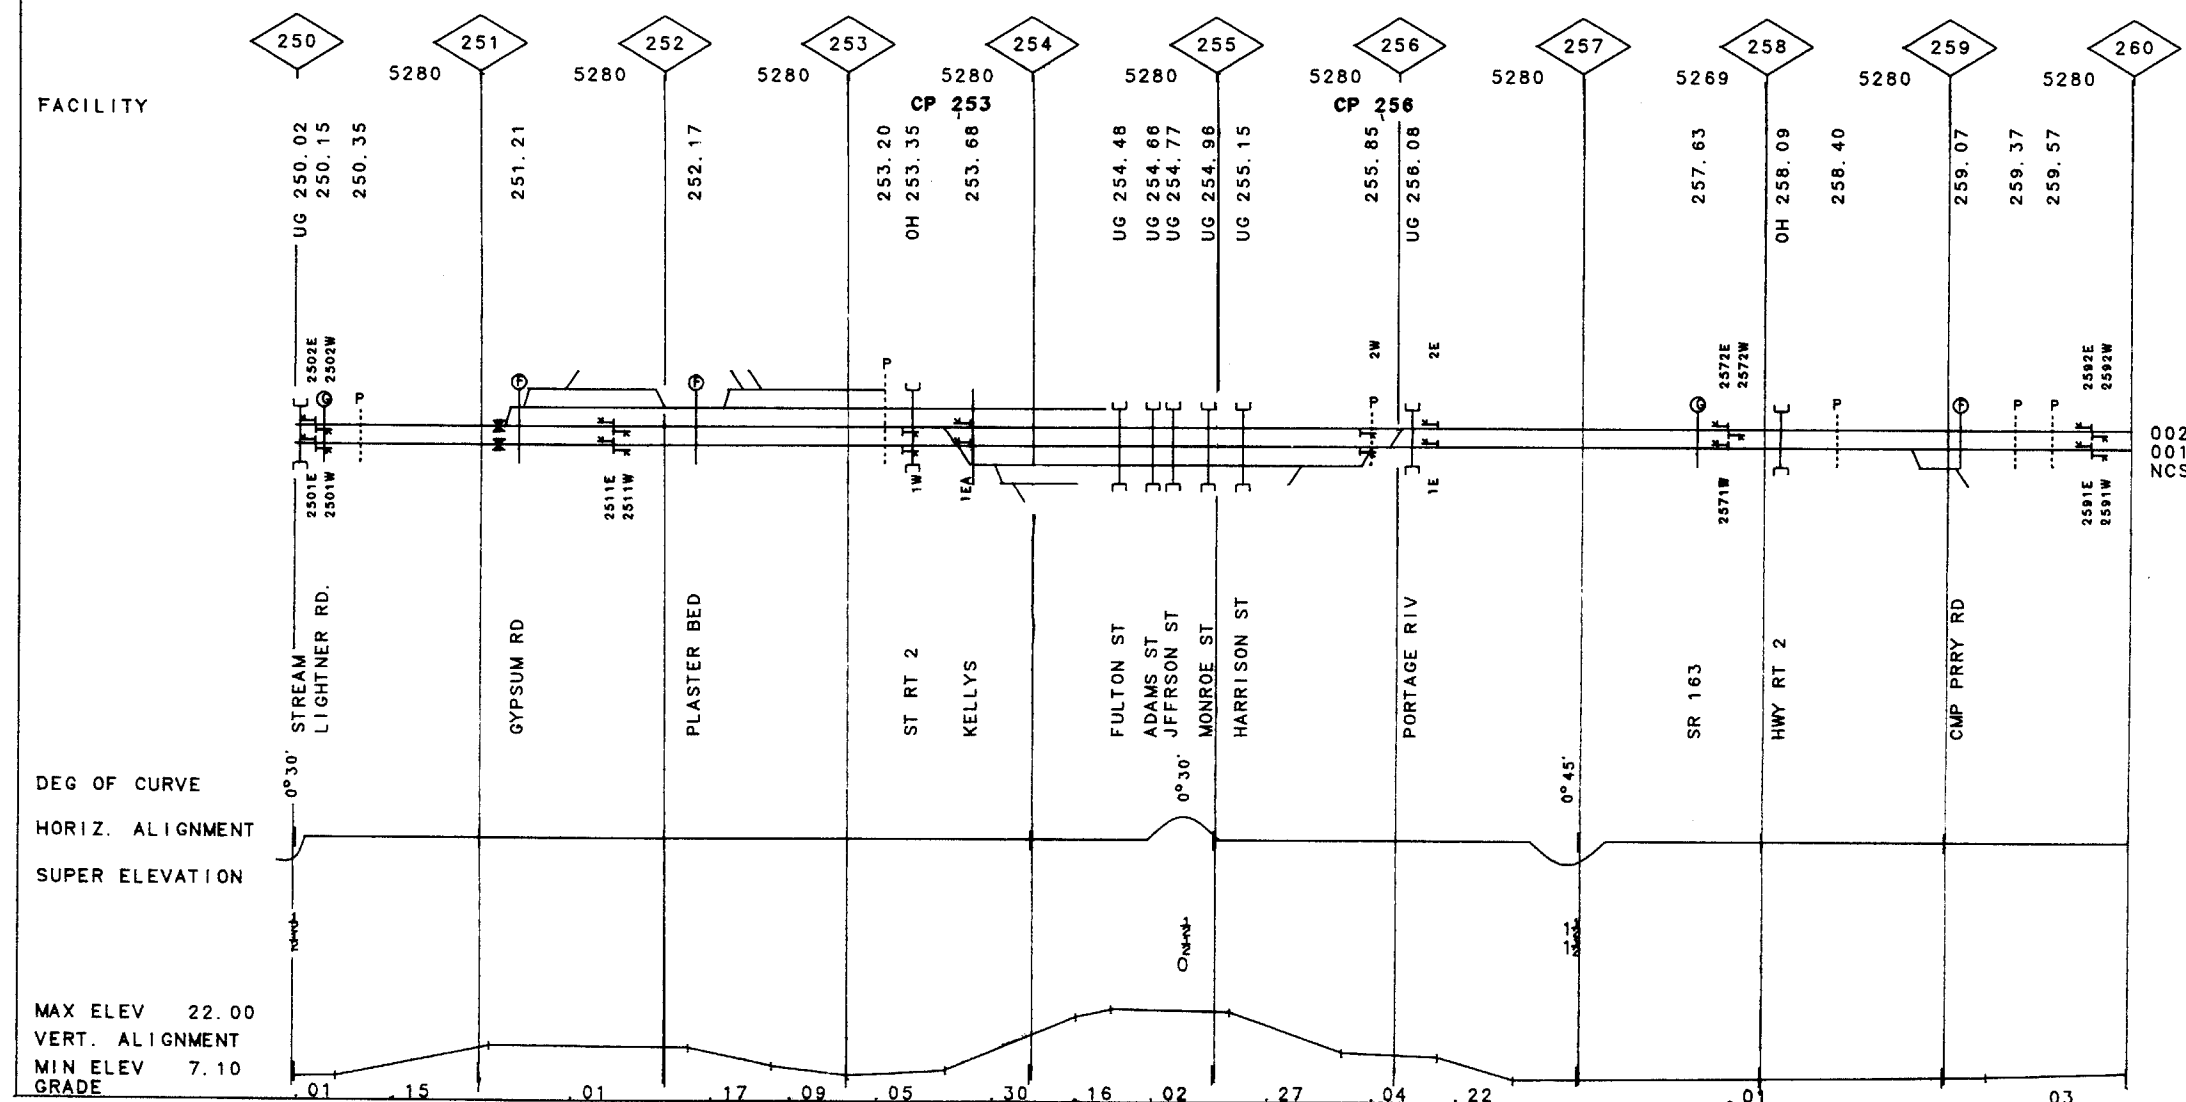 250 251 252 253 254 255 256 257 258 259 260
5280 5280 5280 5280 5280 5280 5280 5269 5280 5280
FACILITY
CP 253
CP 256
UG 250.02
250.15
250.35
251.21
252.17
253.20
OH 253.35
253.68
UG 254.48
UG 254.66
UG 254.77
UG 254.96
UG 255.15
255.85
UG 256.08
257.63
OH 258.09
258.40
259.07
259.37
259.57
2502E
2502W
G
P
F
F
P
P
2W
2E
G
2572E
2572W
P
F
P
P
2592E
2592W
002
001
NCS
2501E
2501W
2511E
2511W
1W
1EA
1E
2571W
2591E
2591W
STREAM
LIGHTNER RD.
GYPSUM RD
PLASTER BED
ST RT 2
KELLYS
FULTON ST
ADAMS ST
JFFRSON ST
MONROE ST
HARRISON ST
PORTAGE RIV
SR 163
HWY RT 2
CMP PRRY RD
DEG OF CURVE
0°30'
0°30'
0°45'
HORIZ. ALIGNMENT
SUPER ELEVATION
0
MAX ELEV 22.00
VERT. ALIGNMENT
MIN ELEV 7.10
GRADE
.01 .15 .01 .17 .09 .05 .30 .16 .02 .27 .04 .22 .01 .03